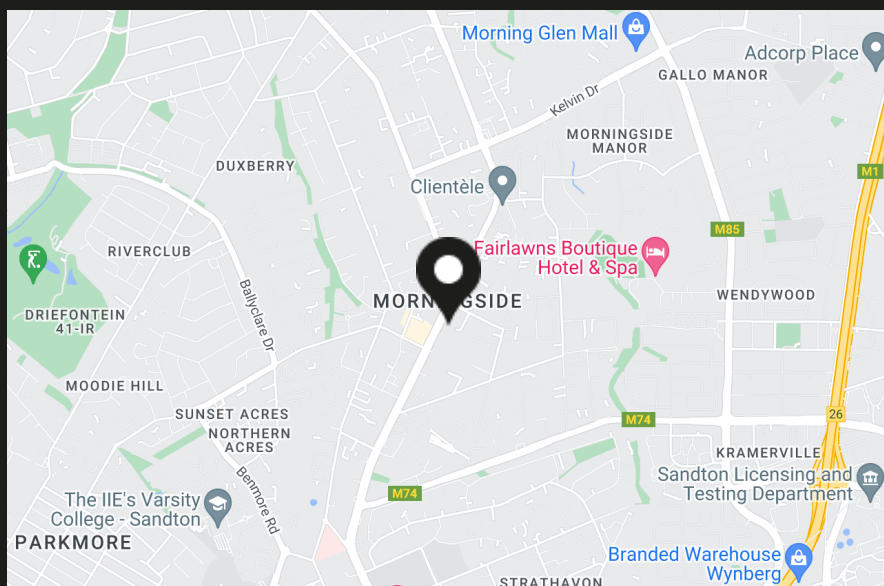 Morning Glen Mall
Adcorp Place
GALLO MANOR
Kelvin Dr
MORNINGSIDE
MANOR
DUXBERRY
M1
Clientèle
M85
RIVERCLUB
Fairlawns Boutique
Hotel & Spa
Ballyclare Dr
MORNINGSIDE
WENDYWOOD
DRIEFONTEIN
41-IR
MOODIE HILL
SUNSET ACRES
NORTHERN
ACRES
M74
26
KRAMERVILLE
Sandton Licensing and
Testing Department
Benmore Rd
M74
The IIE's Varsity
College - Sandton
PARKMORE
Branded Warehouse
Wynberg
STRATHAVON